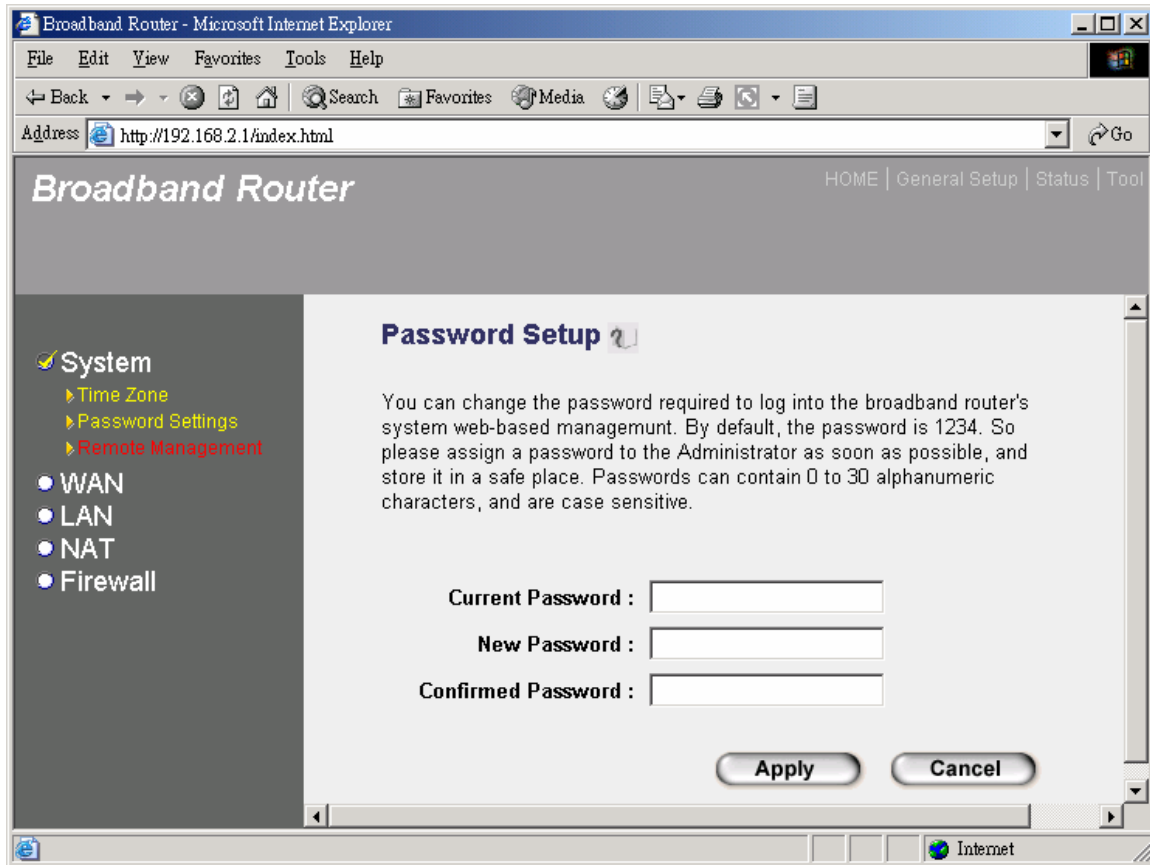 Broadband Router - Microsoft Internet Explorer
File Edit View Favorites Tools Help
Back Search Favorites Media
Address http://192.168.2.1/index.html Go
Broadband Router
HOME | General Setup | Status | Tool
System
Time Zone
Password Settings
Remote Management
WAN
LAN
NAT
Firewall
Password Setup
You can change the password required to log into the broadband router's
system web-based managemunt. By default, the password is 1234. So
please assign a password to the Administrator as soon as possible, and
store it in a safe place. Passwords can contain 0 to 30 alphanumeric
characters, and are case sensitive.
Current Password :
New Password :
Confirmed Password :
Apply Cancel
Internet